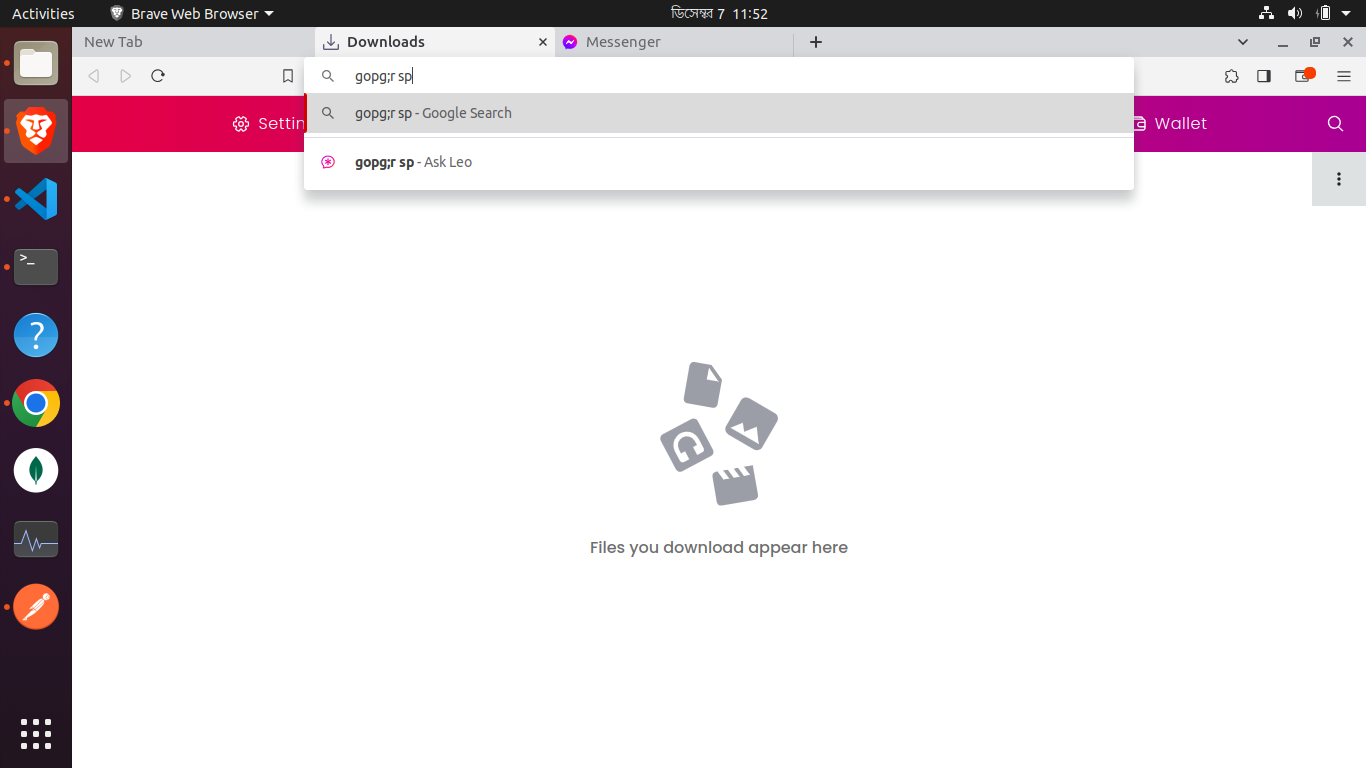 Activities Brave Web Browser ডিসেম্বর 7 11:52
New Tab Downloads Messenger
gopg;r sp
gopg;r sp - Google Search
Settin Wallet
gopg;r sp - Ask Leo
>_
?
Files you download appear here